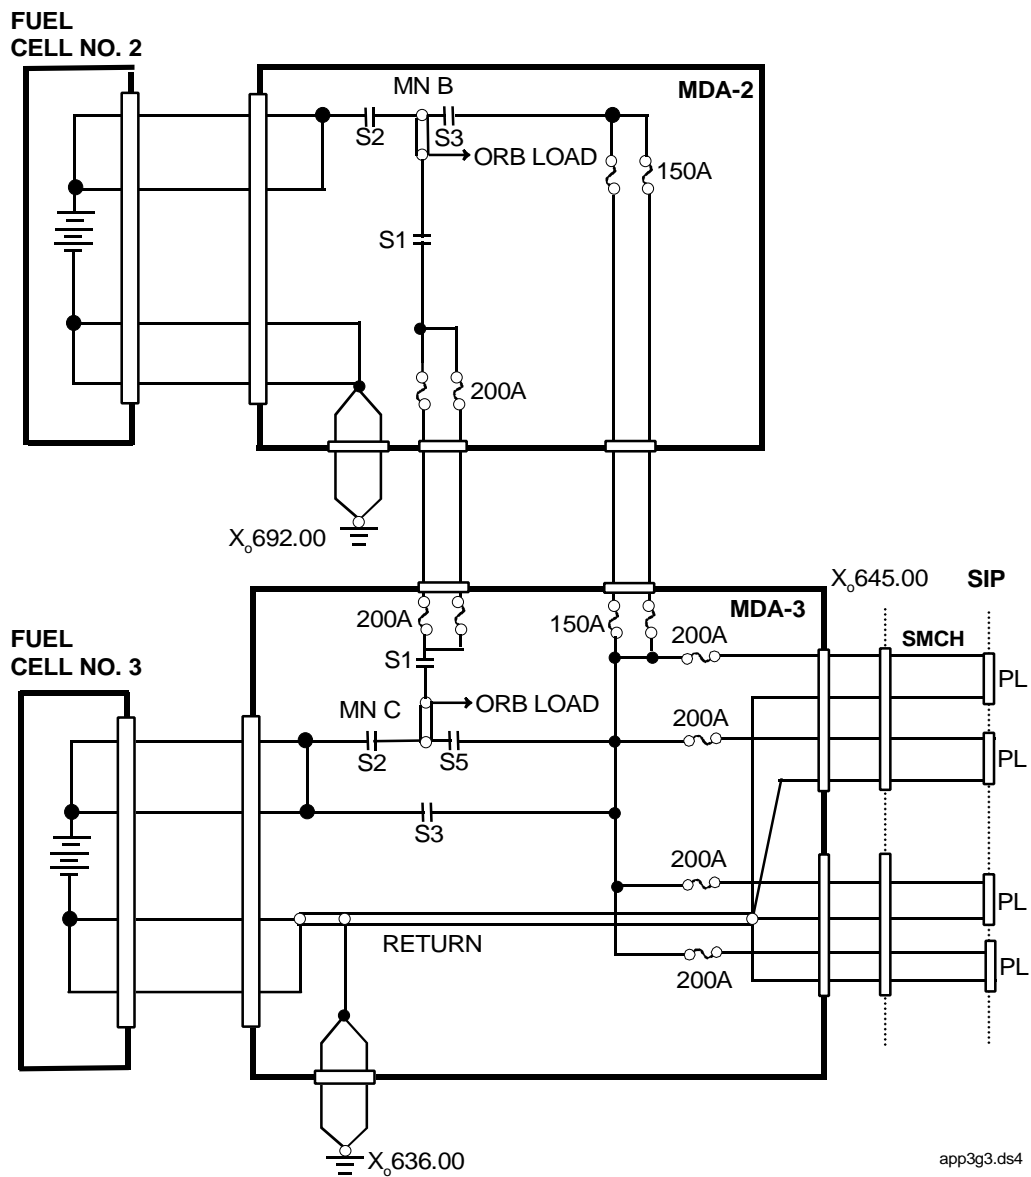 FUEL
CELL NO. 2
MN B
MDA-2
S2
S3
ORB LOAD
150A
S1
200A
Xo692.00
Xo645.00
SIP
MDA-3
200A
150A
200A
SMCH
FUEL
CELL NO. 3
S1
PL
ORB LOAD
MN C
200A
S2
S5
PL
S3
200A
PL
RETURN
200A
PL
Xo636.00
app3g3.ds4